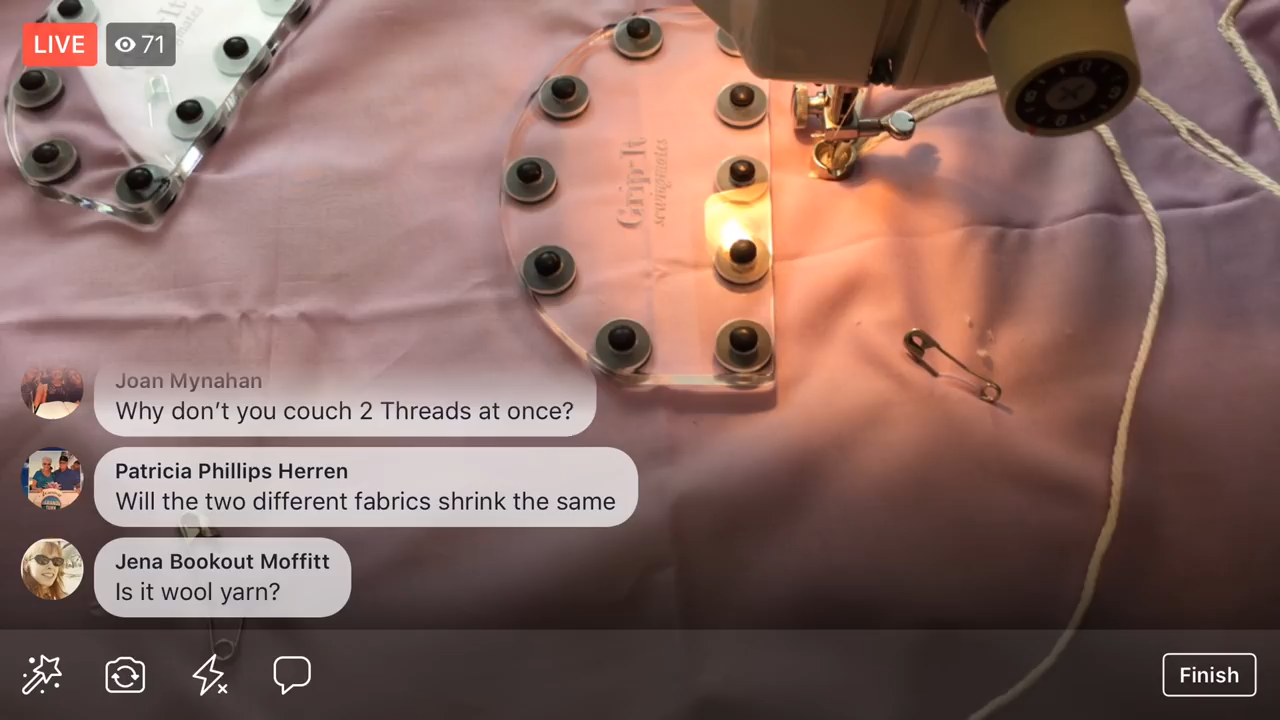 LIVE
71
Grip-It
sewingmates
Joan Mynahan
Why don’t you couch 2 Threads at once?
Patricia Phillips Herren
Will the two different fabrics shrink the same
Jena Bookout Moffitt
Is it wool yarn?
Finish